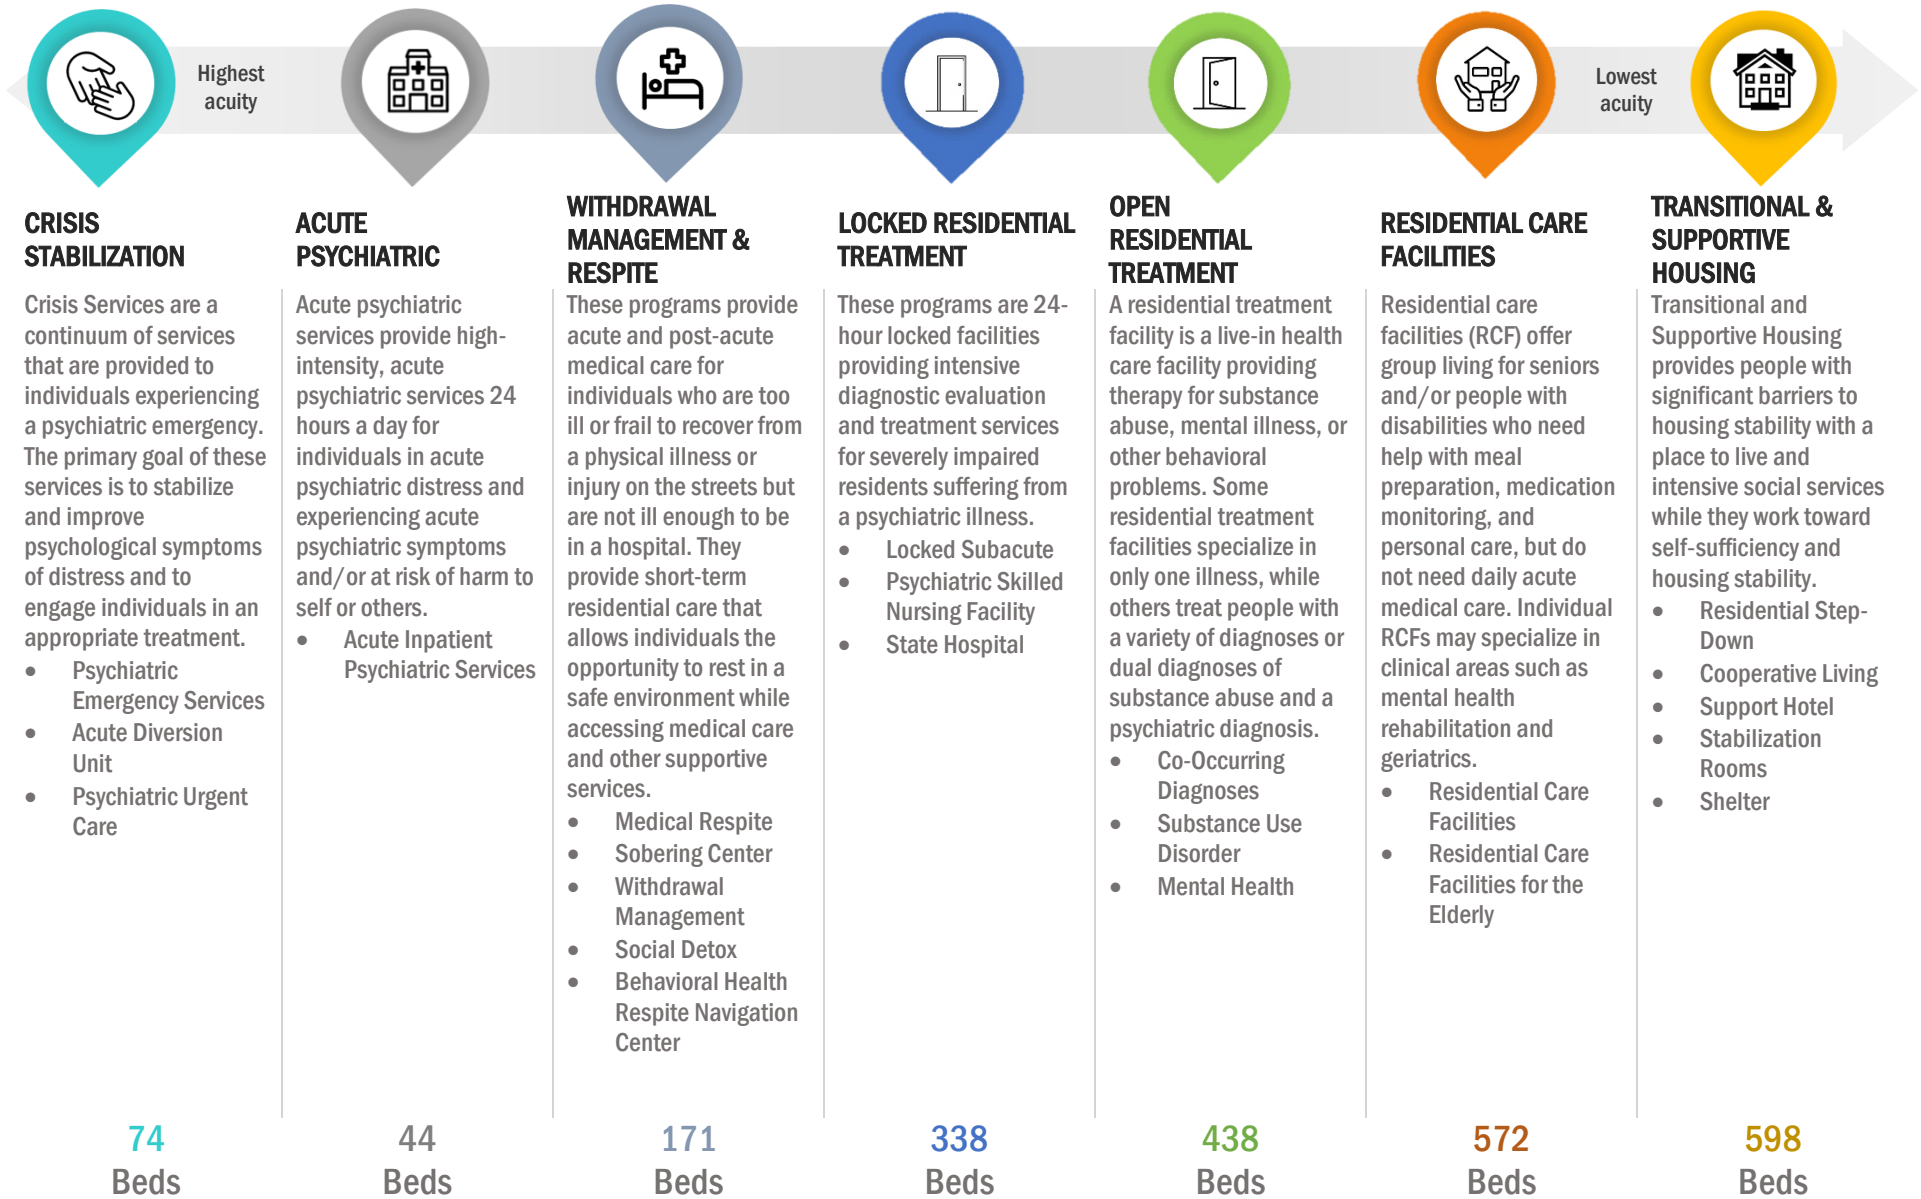 Highest
acuity
Lowest
acuity
CRISIS
STABILIZATION
Crisis Services are a
continuum of services
that are provided to
individuals experiencing
a psychiatric emergency.
The primary goal of these
services is to stabilize
and improve
psychological symptoms
of distress and to
engage individuals in an
appropriate treatment.
• Psychiatric
Emergency Services
• Acute Diversion
Unit
• Psychiatric Urgent
Care
74
Beds
ACUTE
PSYCHIATRIC
Acute psychiatric
services provide high-
intensity, acute
psychiatric services 24
hours a day for
individuals in acute
psychiatric distress and
experiencing acute
psychiatric symptoms
and/or at risk of harm to
self or others.
• Acute Inpatient
Psychiatric Services
44
Beds
WITHDRAWAL
MANAGEMENT &
RESPITE
These programs provide
acute and post-acute
medical care for
individuals who are too
ill or frail to recover from
a physical illness or
injury on the streets but
are not ill enough to be
in a hospital. They
provide short-term
residential care that
allows individuals the
opportunity to rest in a
safe environment while
accessing medical care
and other supportive
services.
• Medical Respite
• Sobering Center
• Withdrawal
Management
• Social Detox
• Behavioral Health
Respite Navigation
Center
171
Beds
LOCKED RESIDENTIAL
TREATMENT
These programs are 24-
hour locked facilities
providing intensive
diagnostic evaluation
and treatment services
for severely impaired
residents suffering from
a psychiatric illness.
• Locked Subacute
• Psychiatric Skilled
Nursing Facility
• State Hospital
338
Beds
OPEN
RESIDENTIAL
TREATMENT
A residential treatment
facility is a live-in health
care facility providing
therapy for substance
abuse, mental illness, or
other behavioral
problems. Some
residential treatment
facilities specialize in
only one illness, while
others treat people with
a variety of diagnoses or
dual diagnoses of
substance abuse and a
psychiatric diagnosis.
• Co-Occurring
Diagnoses
• Substance Use
Disorder
• Mental Health
438
Beds
RESIDENTIAL CARE
FACILITIES
Residential care
facilities (RCF) offer
group living for seniors
and/or people with
disabilities who need
help with meal
preparation, medication
monitoring, and
personal care, but do
not need daily acute
medical care. Individual
RCFs may specialize in
clinical areas such as
mental health
rehabilitation and
geriatrics.
• Residential Care
Facilities
• Residential Care
Facilities for the
Elderly
572
Beds
TRANSITIONAL &
SUPPORTIVE
HOUSING
Transitional and
Supportive Housing
provides people with
significant barriers to
housing stability with a
place to live and
intensive social services
while they work toward
self-sufficiency and
housing stability.
• Residential Step-
Down
• Cooperative Living
• Support Hotel
• Stabilization
Rooms
• Shelter
598
Beds